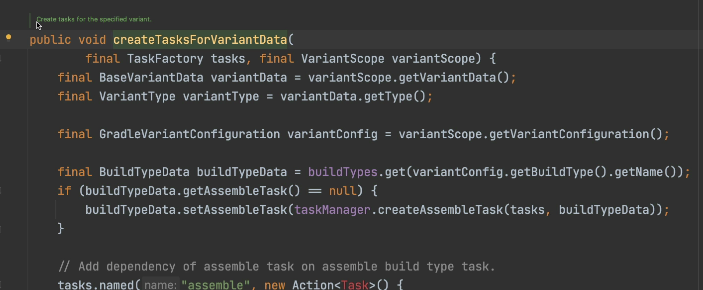 Create tasks for the specified variant.
public void createTasksForVariantData(
final TaskFactory tasks, final VariantScope variantScope) {
final BaseVariantData variantData = variantScope.getVariantData();
final VariantType variantType = variantData.getType();
final GradleVariantConfiguration variantConfig = variantScope.getVariantConfiguration();
final BuildTypeData buildTypeData = buildTypes.get(variantConfig.getBuildType().getName());
if (buildTypeData.getAssembleTask() == null) {
buildTypeData.setAssembleTask(taskManager.createAssembleTask(tasks, buildTypeData));
}
// Add dependency of assemble task on assemble build type task.
tasks.named( name: "assemble", new Action<Task>() {